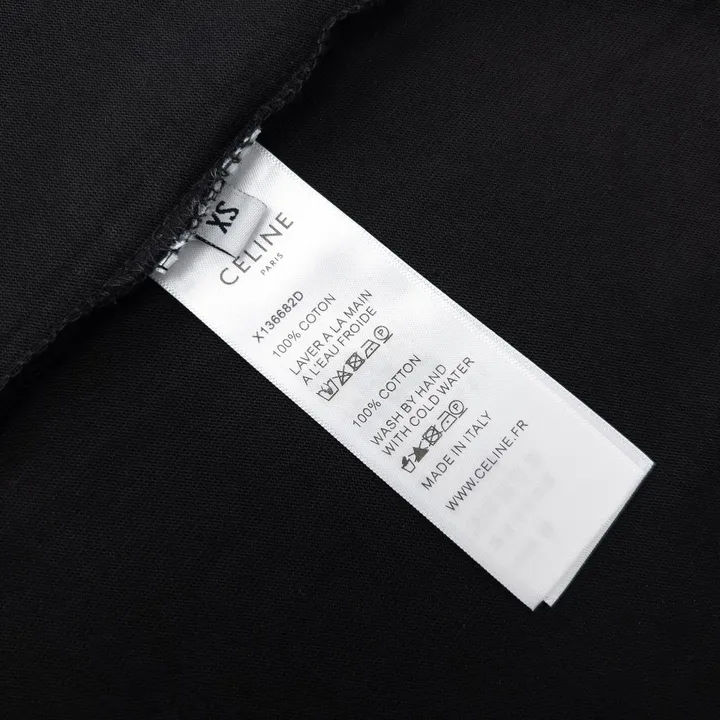 XS
CELINE
PARIS
X136682D
100% COTON
LAVER A LA MAIN
A L'EAU FROIDE
100% COTTON
WASH BY HAND
WITH COLD WATER
MADE IN ITALY
WWW.CELINE.FR